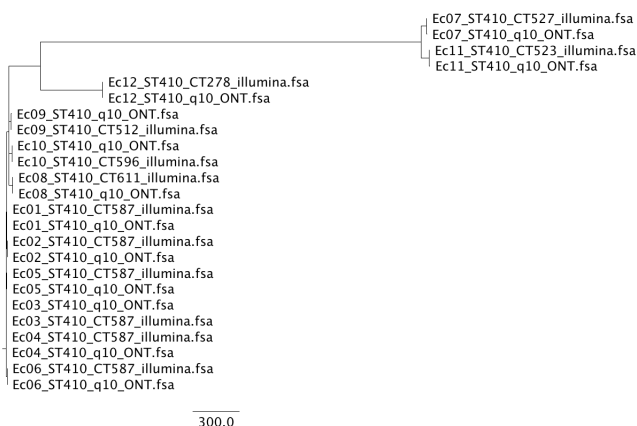 Ec07_ST410_CT527_illumina.fsa
Ec07_ST410_q10_ONT.fsa
Ec11_ST410_CT523_illumina.fsa
Ec11_ST410_q10_ONT.fsa
Ec12_ST410_CT278_illumina.fsa
Ec12_ST410_q10_ONT.fsa
Ec09_ST410_q10_ONT.fsa
Ec09_ST410_CT512_illumina.fsa
Ec10_ST410_q10_ONT.fsa
Ec10_ST410_CT596_illumina.fsa
Ec08_ST410_CT611_illumina.fsa
Ec08_ST410_q10_ONT.fsa
Ec01_ST410_CT587_illumina.fsa
Ec01_ST410_q10_ONT.fsa
Ec02_ST410_CT587_illumina.fsa
Ec02_ST410_q10_ONT.fsa
Ec05_ST410_CT587_illumina.fsa
Ec05_ST410_q10_ONT.fsa
Ec03_ST410_q10_ONT.fsa
Ec03_ST410_CT587_illumina.fsa
Ec04_ST410_CT587_illumina.fsa
Ec04_ST410_q10_ONT.fsa
Ec06_ST410_CT587_illumina.fsa
Ec06_ST410_q10_ONT.fsa
300.0